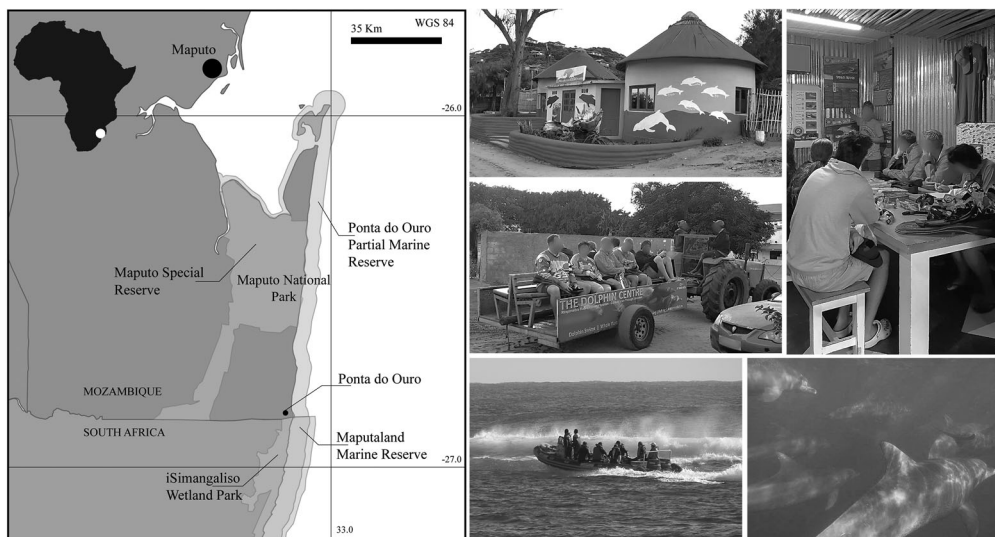 35 Km
WGS 84
Maputo
-26.0
Ponta do Ouro
Partial Marine
Reserve
Maputo Special
Reserve
Maputo National
Park
Ponta do Ouro
MOZAMBIQUE
SOUTH AFRICA
Maputaland
Marine Reserve
-27.0
iSimangaliso
Wetland Park
33.0
THE DOLPHIN CENTRE